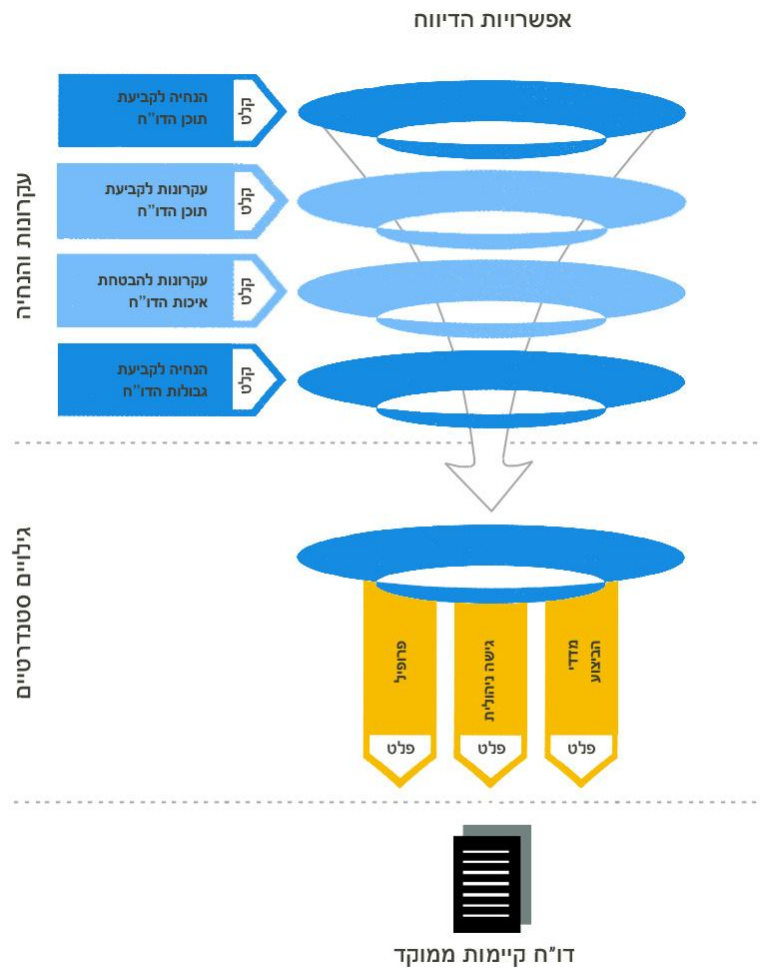 אפשרויות הדיווח
עקרונות והנחיה
הנחיה לקביעת
תוכן הדו"ח
קלט
עקרונות לקביעת
תוכן הדו"ח
קלט
עקרונות להבטחת
איכות הדו"ח
קלט
הנחיה לקביעת
גבולות הדו"ח
קלט
גילויים סטנדרטיים
מדדי
הביצוע
פלט
גישה ניהולית
פלט
פרופיל
פלט
דו"ח קיימות ממוקד